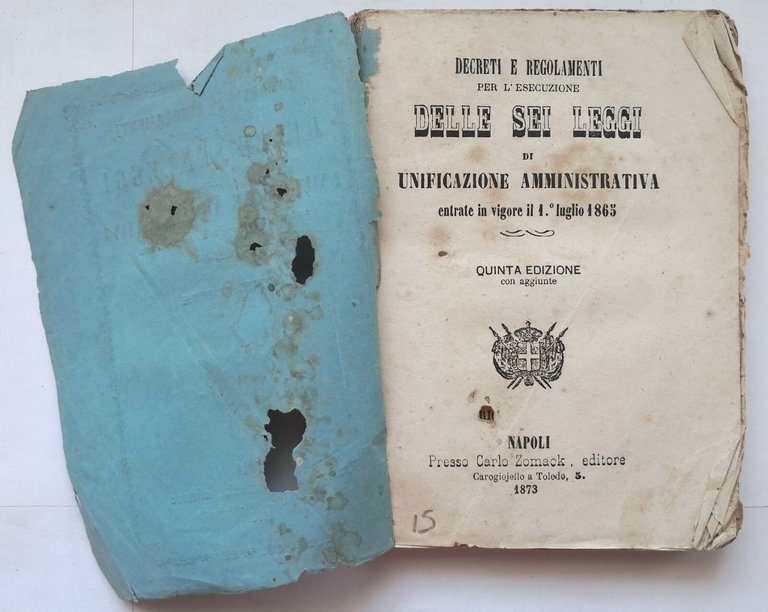 DECRETI E REGOLAMENTI
PER L'ESECUZIONE
DELLE SEI LEGGI
DI
UNIFICAZIONE AMMINISTRATIVA
entrate in vigore il 1.º luglio 1865
QUINTA EDIZIONE
con aggiunte
NAPOLI
Presso Carlo Zomack, editore
Carogiojello a Toledo, 5.
1873
15